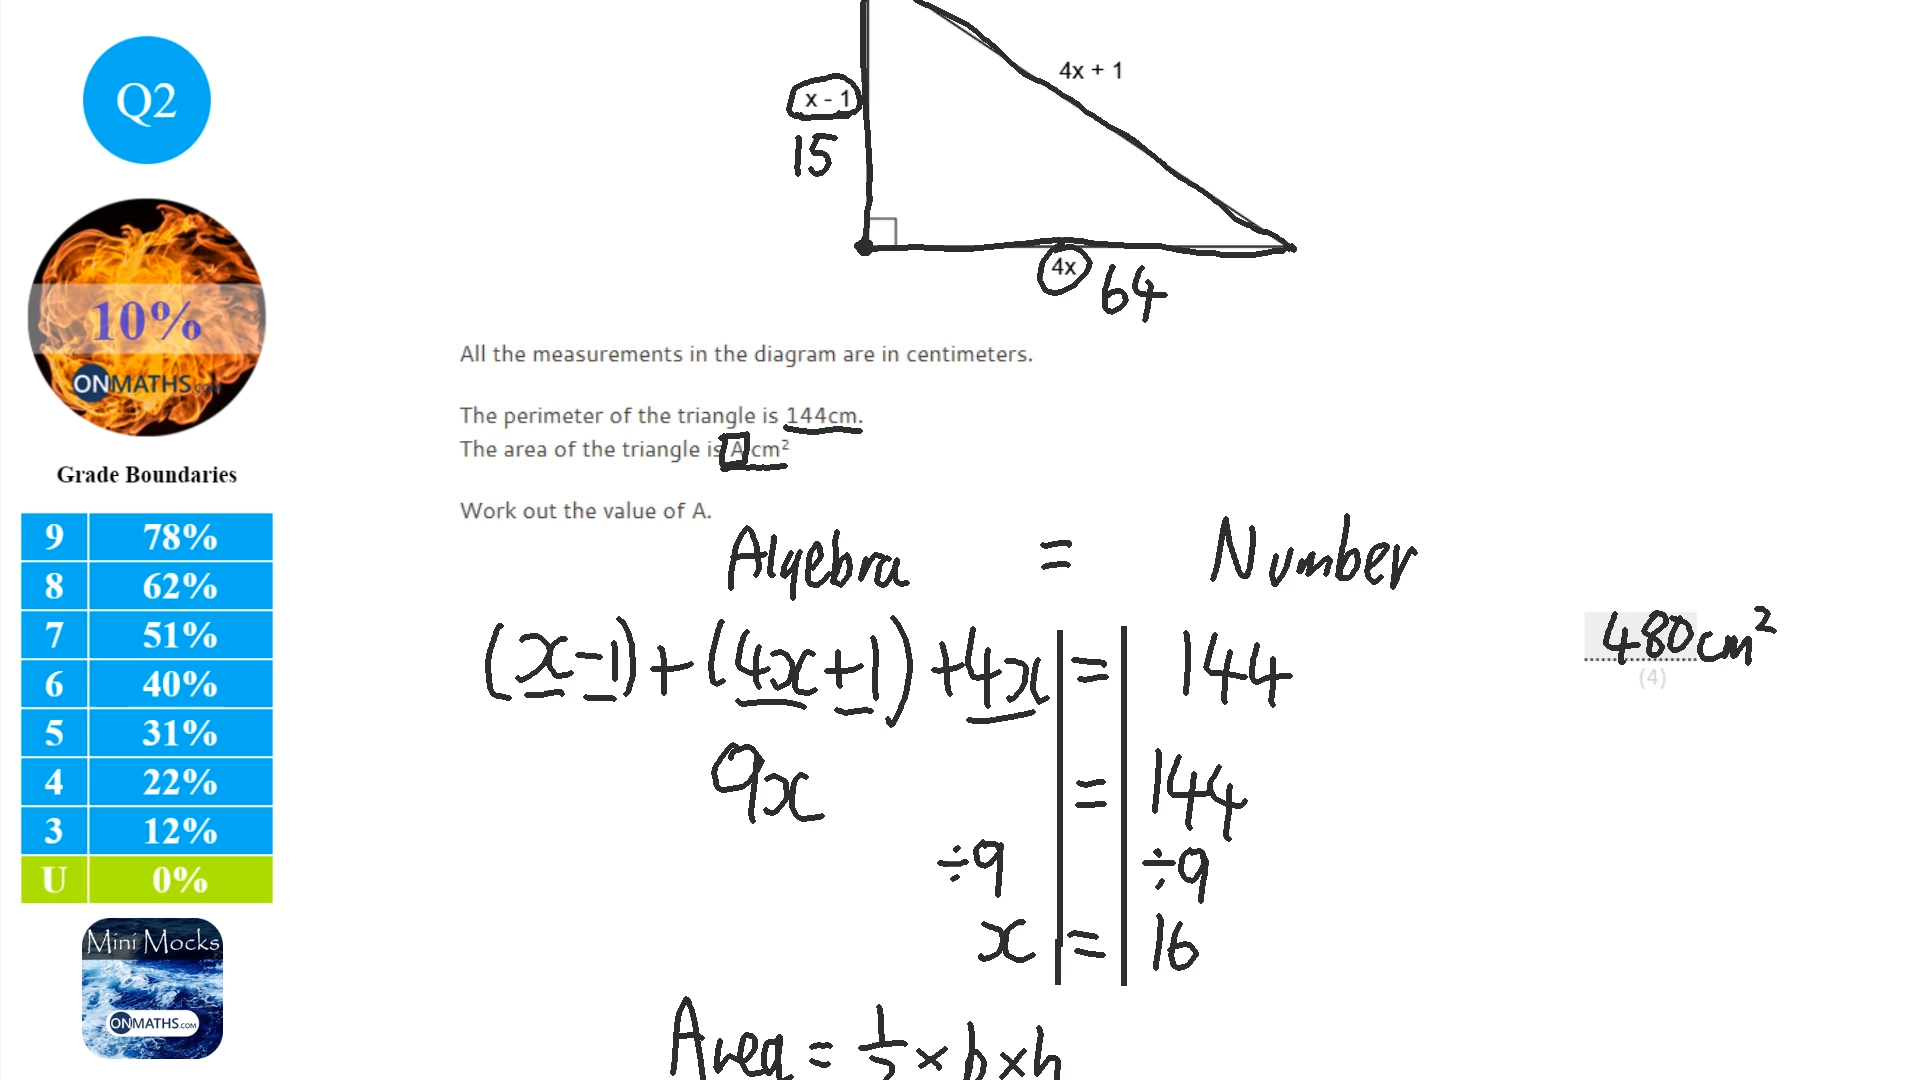 Q2
10%
ONMATHS.com
Grade Boundaries
9 78%
8 62%
7 51%
6 40%
5 31%
4 22%
3 12%
U 0%
Mini Mocks
ONMATHS.COM
4x + 1
x - 1
15
4x 64
All the measurements in the diagram are in centimeters.
The perimeter of the triangle is 144cm.
The area of the triangle is A cm²
Work out the value of A.
Algebra = Number
(x-1)+(4x+1)+4x = 144
9x = 144
÷9 ÷9
x = 16
Area = ½ × b × h
480cm²
(4)